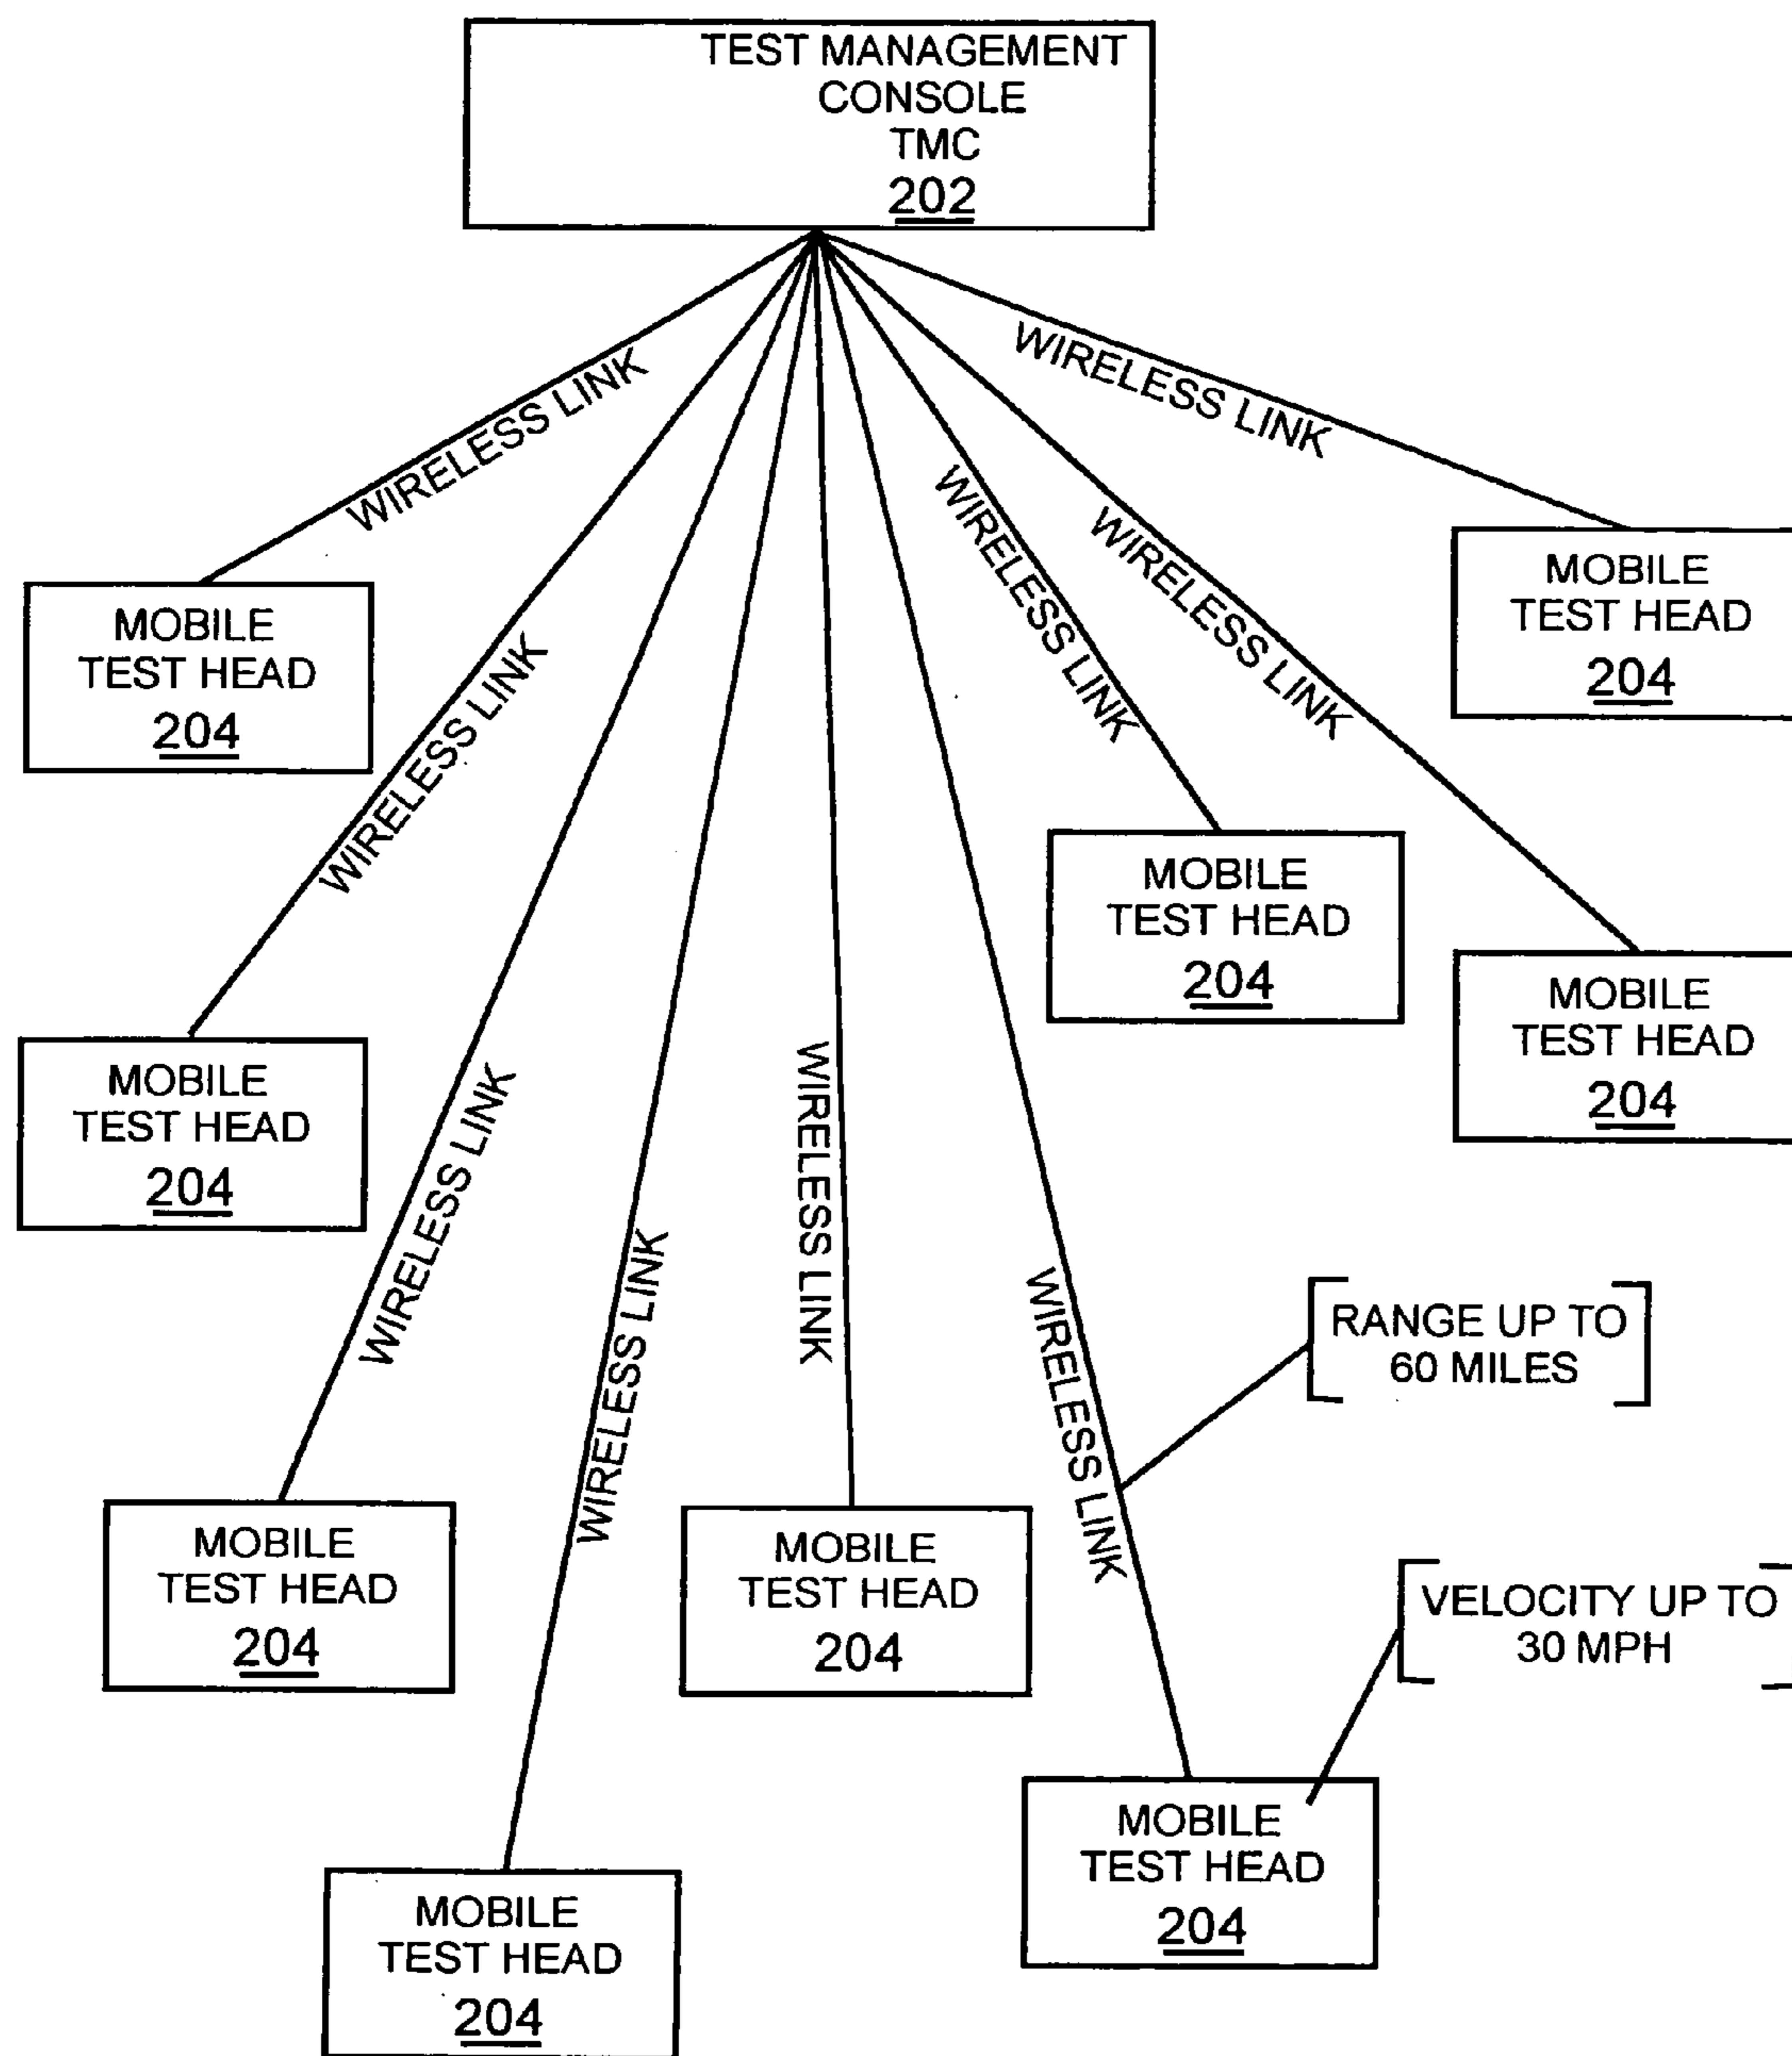 TEST MANAGEMENT
CONSOLE
TMC
202
WIRELESS LINK
WIRELESS LINK
WIRELESS LINK
WIRELESS LINK
WIRELESS LINK
WIRELESS LINK
WIRELESS LINK
WIRELESS LINK
WIRELESS LINK
MOBILE
TEST HEAD
204
MOBILE
TEST HEAD
204
MOBILE
TEST HEAD
204
MOBILE
TEST HEAD
204
MOBILE
TEST HEAD
204
RANGE UP TO
60 MILES
MOBILE
TEST HEAD
204
MOBILE
TEST HEAD
204
VELOCITY UP TO
30 MPH
MOBILE
TEST HEAD
204
MOBILE
TEST HEAD
204